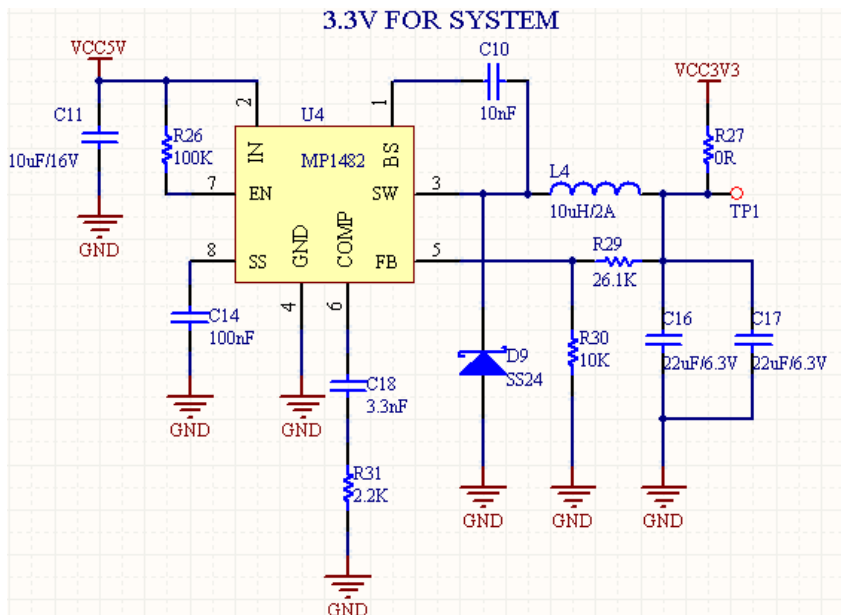 3.3V FOR SYSTEM
VCC5V
C10
VCC3V3
10nF
C11
10uF/16V
R26
100K
2
1
U4
MP1482
IN
BS
R27
0R
L4
10uH/2A
TP1
7
EN
SW
3
GND
8
SS
GND
COMP
FB
5
R29
26.1K
4
6
C14
100nF
C16
22uF/6.3V
C17
22uF/6.3V
D9
SS24
R30
10K
C18
3.3nF
GND
GND
R31
2.2K
GND
GND
GND
GND